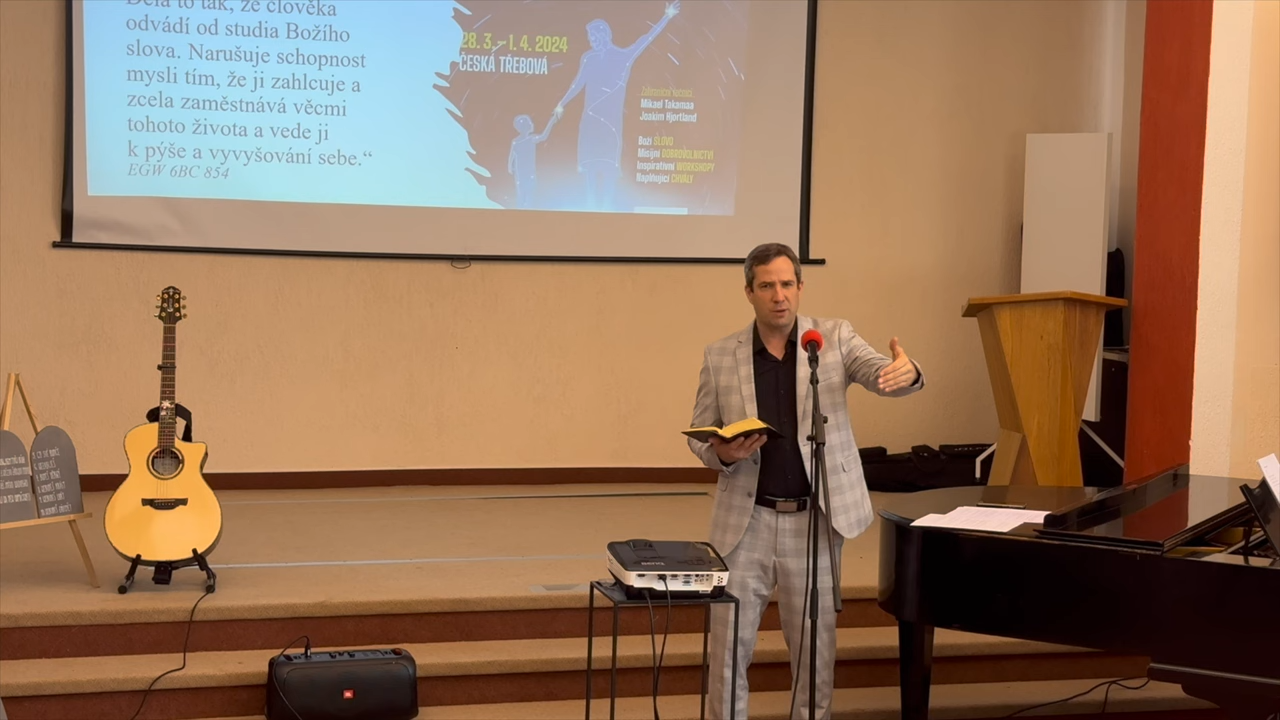 Dělá to tak, že člověka
odvádí od studia Božího
slova. Narušuje schopnost
mysli tím, že ji zahlcuje a
zcela zaměstnává věcmi
tohoto života a vede ji
k pýše a vyvyšování sebe.“
EGW 6BC 854
28. 3. – 1. 4. 2024
ČESKÁ TŘEBOVÁ
Mikael Takamaa
Joakim Hjortland
Boží SLOVO
Misijní DOBROVOLNICTVÍ
Inspirativní WORKSHOPY
Naplňující CHVÁLY
JBL